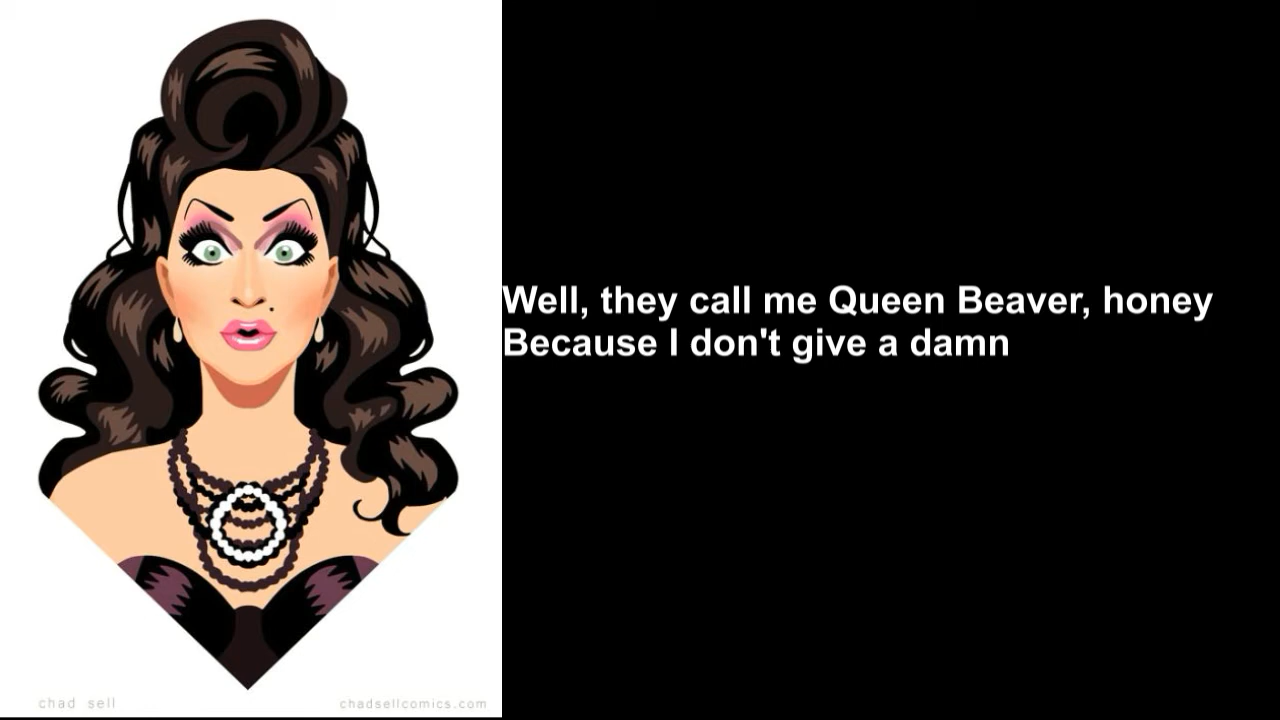 Well, they call me Queen Beaver, honey
Because I don't give a damn
chad sell
chadsellcomics.com